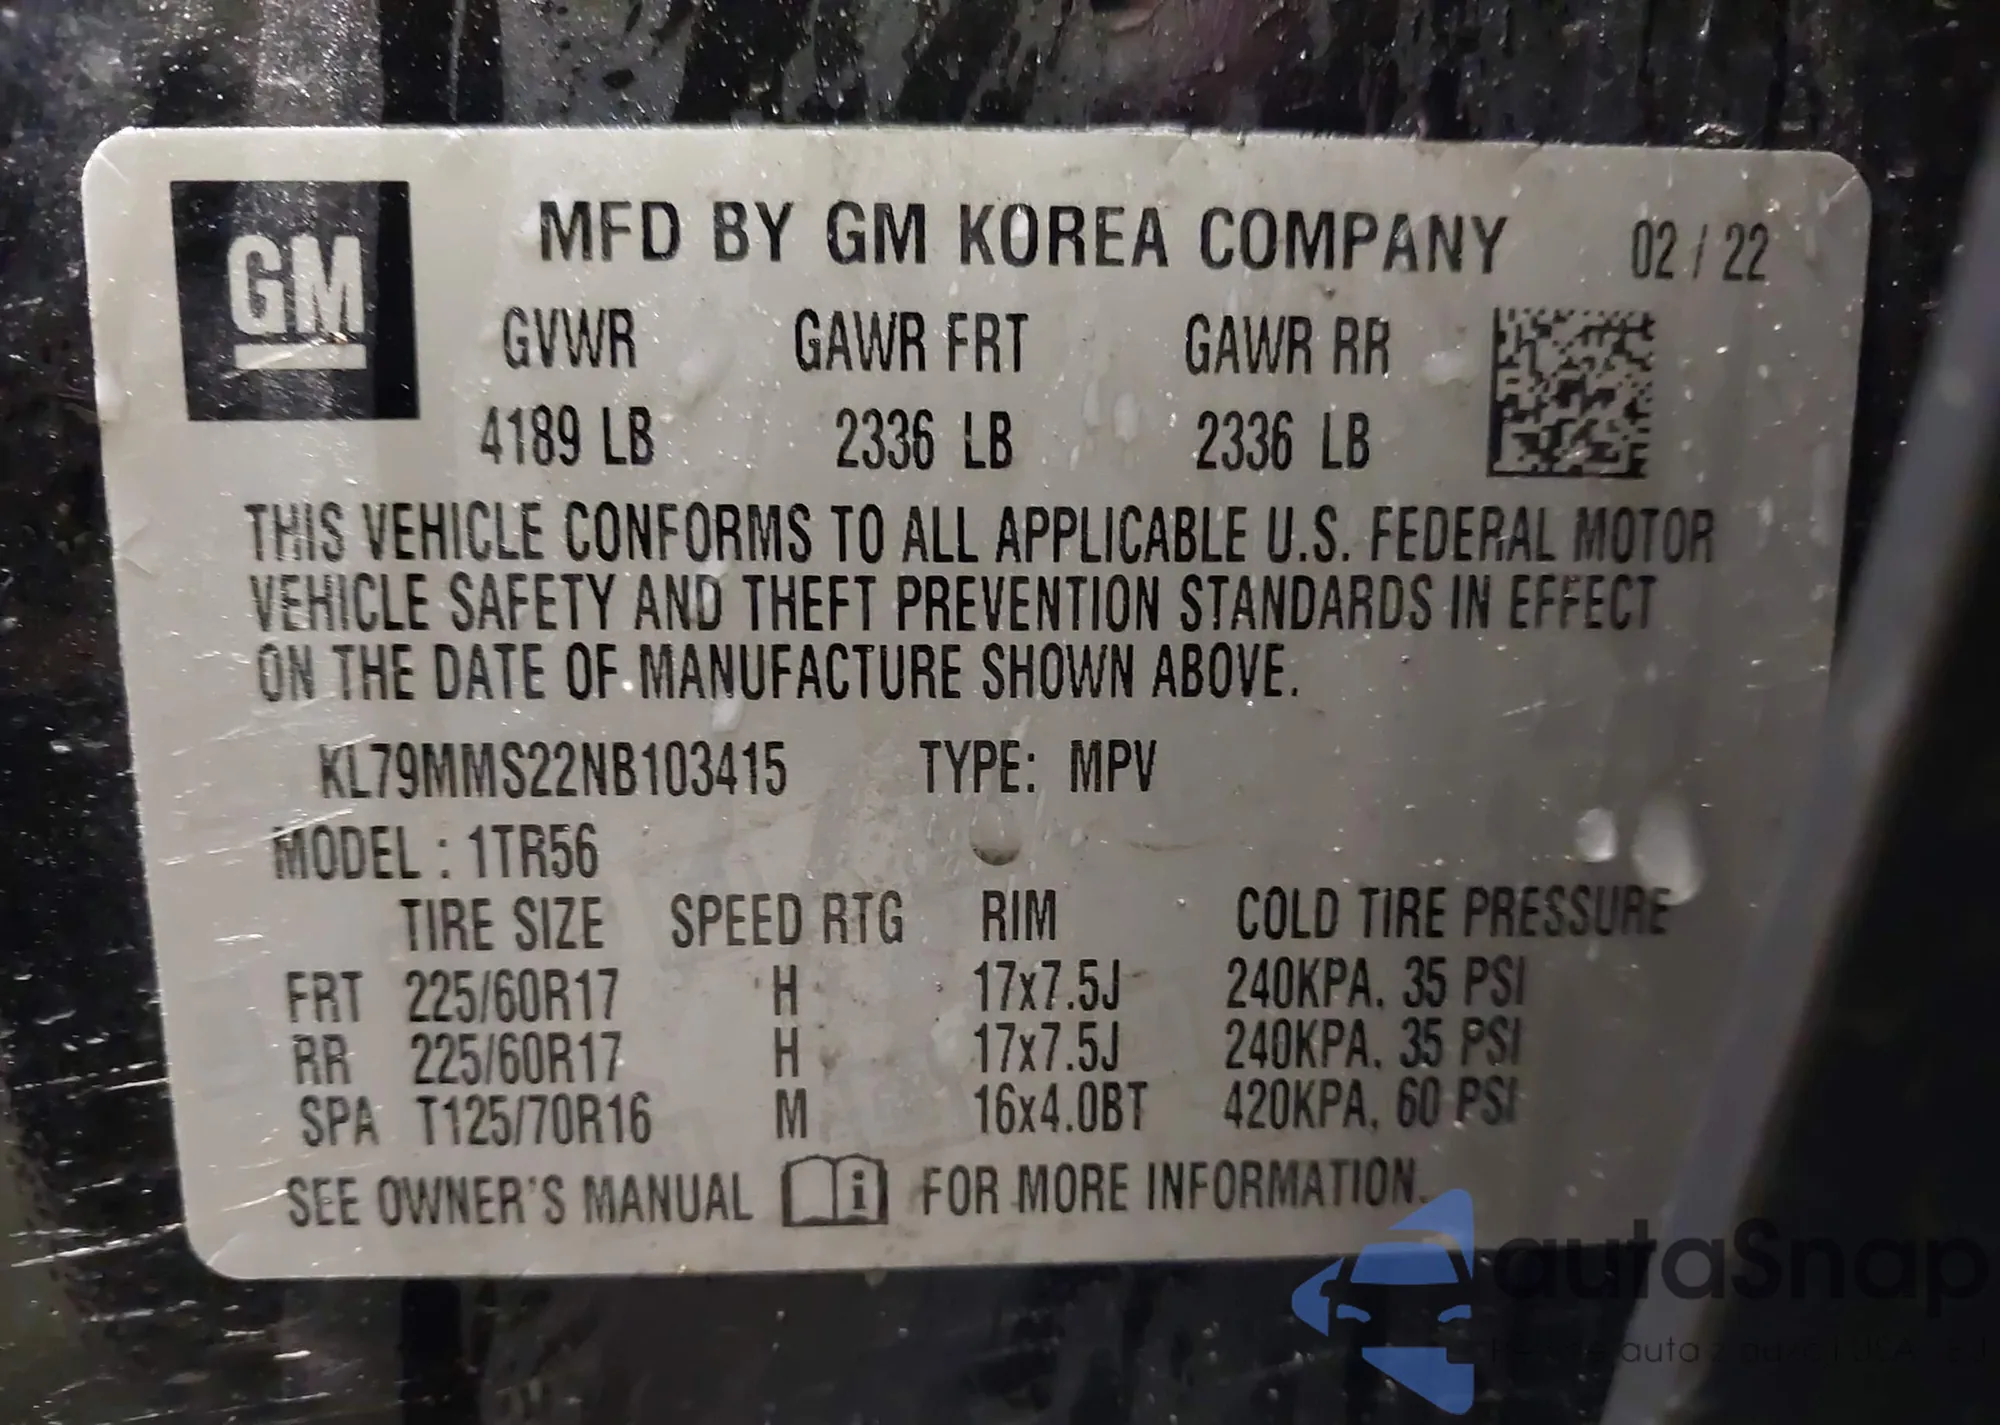 GM
MFD BY GM KOREA COMPANY 02 / 22
GVWR GAWR FRT GAWR RR
4189 LB 2336 LB 2336 LB
THIS VEHICLE CONFORMS TO ALL APPLICABLE U.S. FEDERAL MOTOR
VEHICLE SAFETY AND THEFT PREVENTION STANDARDS IN EFFECT
ON THE DATE OF MANUFACTURE SHOWN ABOVE.
KL79MMS22NB103415 TYPE: MPV
MODEL : 1TR56
TIRE SIZE SPEED RTG RIM COLD TIRE PRESSURE
FRT 225/60R17 H 17x7.5J 240KPA. 35 PSI
RR 225/60R17 H 17x7.5J 240KPA. 35 PSI
SPA T125/70R16 M 16x4.0BT 420KPA. 60 PSI
SEE OWNER'S MANUAL i FOR MORE INFORMATION.
autaSnap
auta z USA